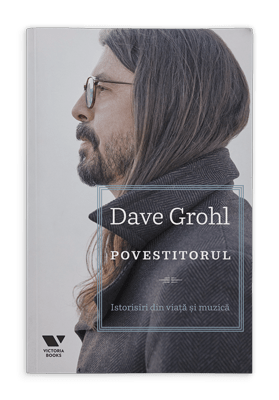 Dave Grohl
POVESTITORUL
Istorisiri din viață și muzică
VICTORIA
BOOKS